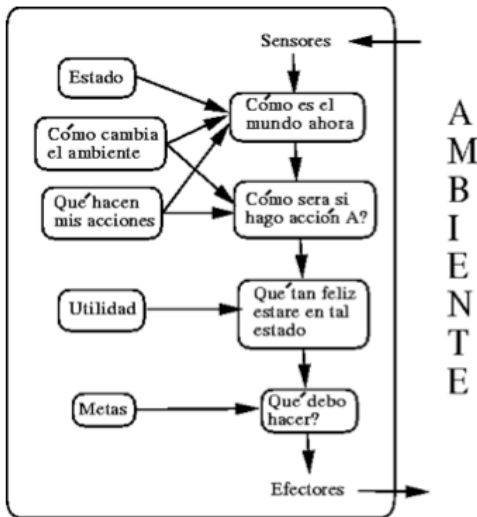 Sensores
Estado
Cómo es el
mundo ahora
Cómo cambia
el ambiente
Qué hacen
mis acciones
Cómo sera si
hago acción A?
Utilidad
Qué tan feliz
estare en tal
estado
Metas
Qué debo
hacer?
Efectores
AMBIENTE